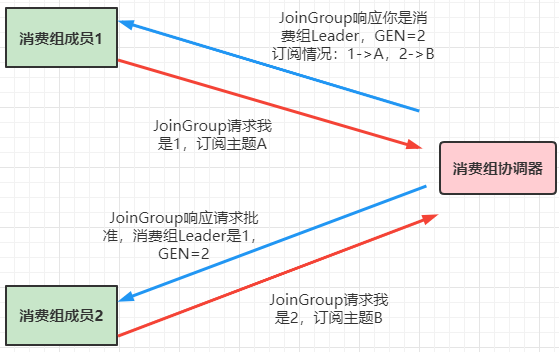 消费组成员1
JoinGroup响应你是消
费组Leader，GEN=2
订阅情况：1->A，2->B
JoinGroup请求我
是1，订阅主题A
消费组协调器
JoinGroup响应请求批
准，消费组Leader是1，
GEN=2
JoinGroup请求我
是2，订阅主题B
消费组成员2